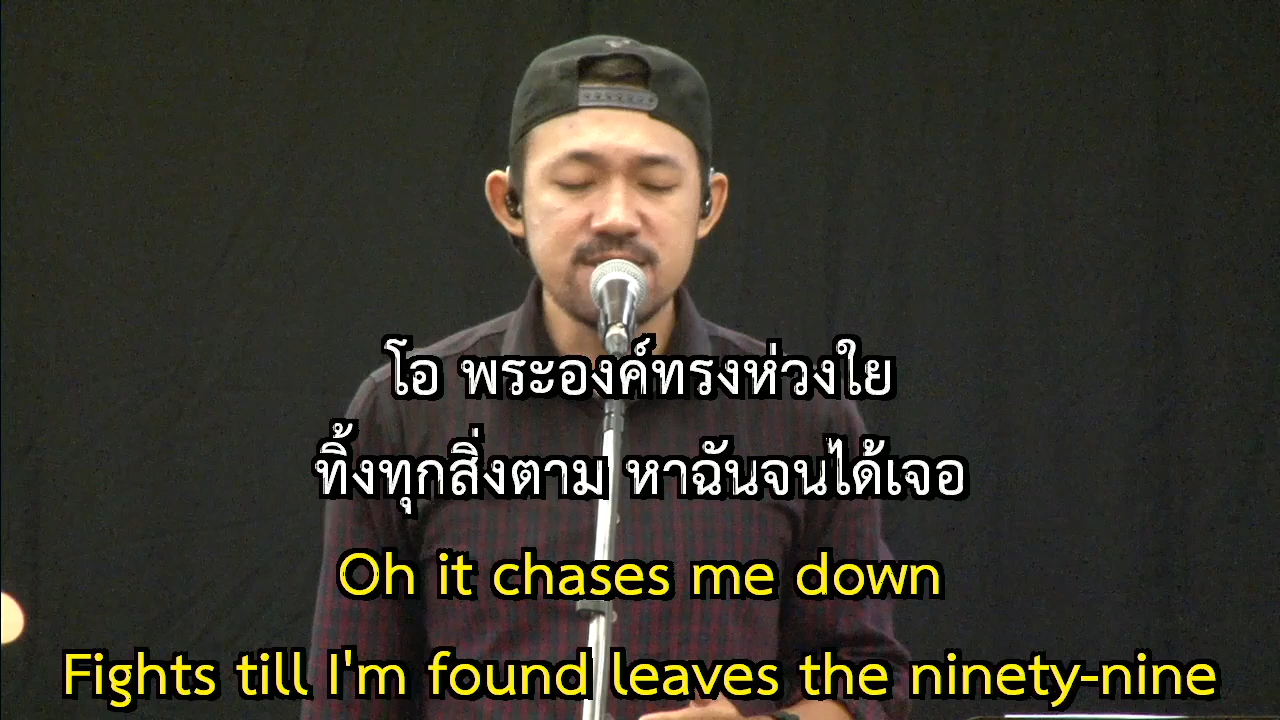 โอ พระองค์ทรงห่วงใย
ทิ้งทุกสิ่งตาม หาฉันจนได้เจอ
Oh it chases me down
Fights till I'm found leaves the ninety-nine